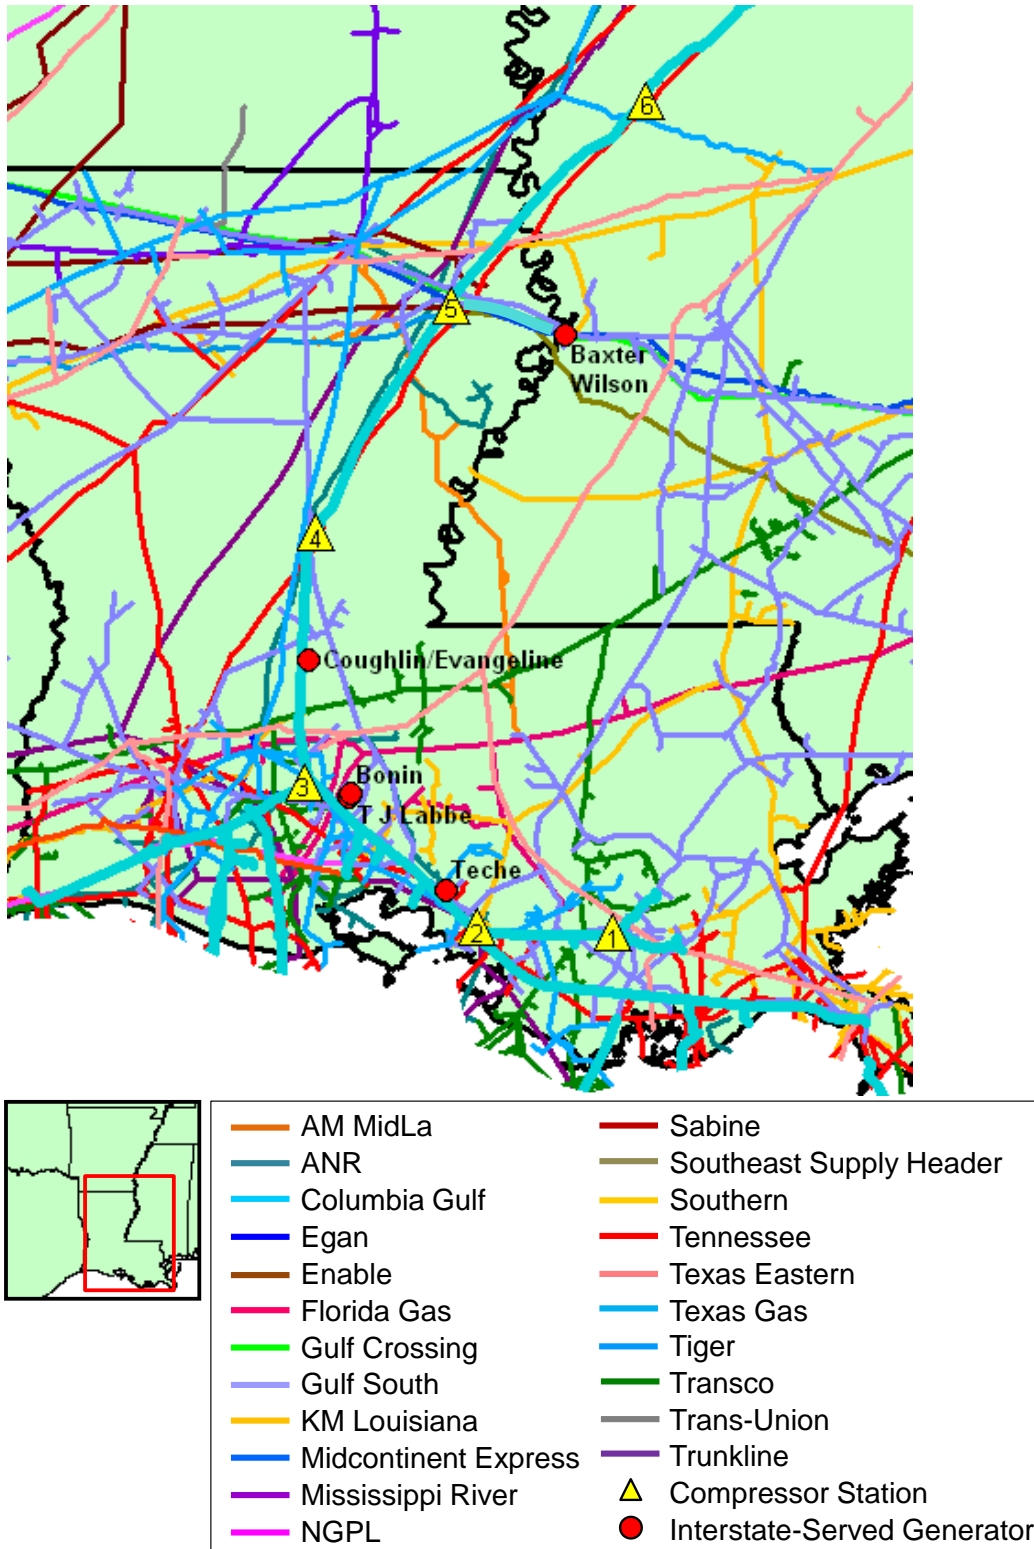 6
5
Baxter
Wilson
4
Coughlin/Evangeline
3
Bonin
T J Labbe
Teche
2
1
AM MidLa
ANR
Columbia Gulf
Egan
Enable
Florida Gas
Gulf Crossing
Gulf South
KM Louisiana
Midcontinent Express
Mississippi River
NGPL
Sabine
Southeast Supply Header
Southern
Tennessee
Texas Eastern
Texas Gas
Tiger
Transco
Trans-Union
Trunkline
Compressor Station
Interstate-Served Generator